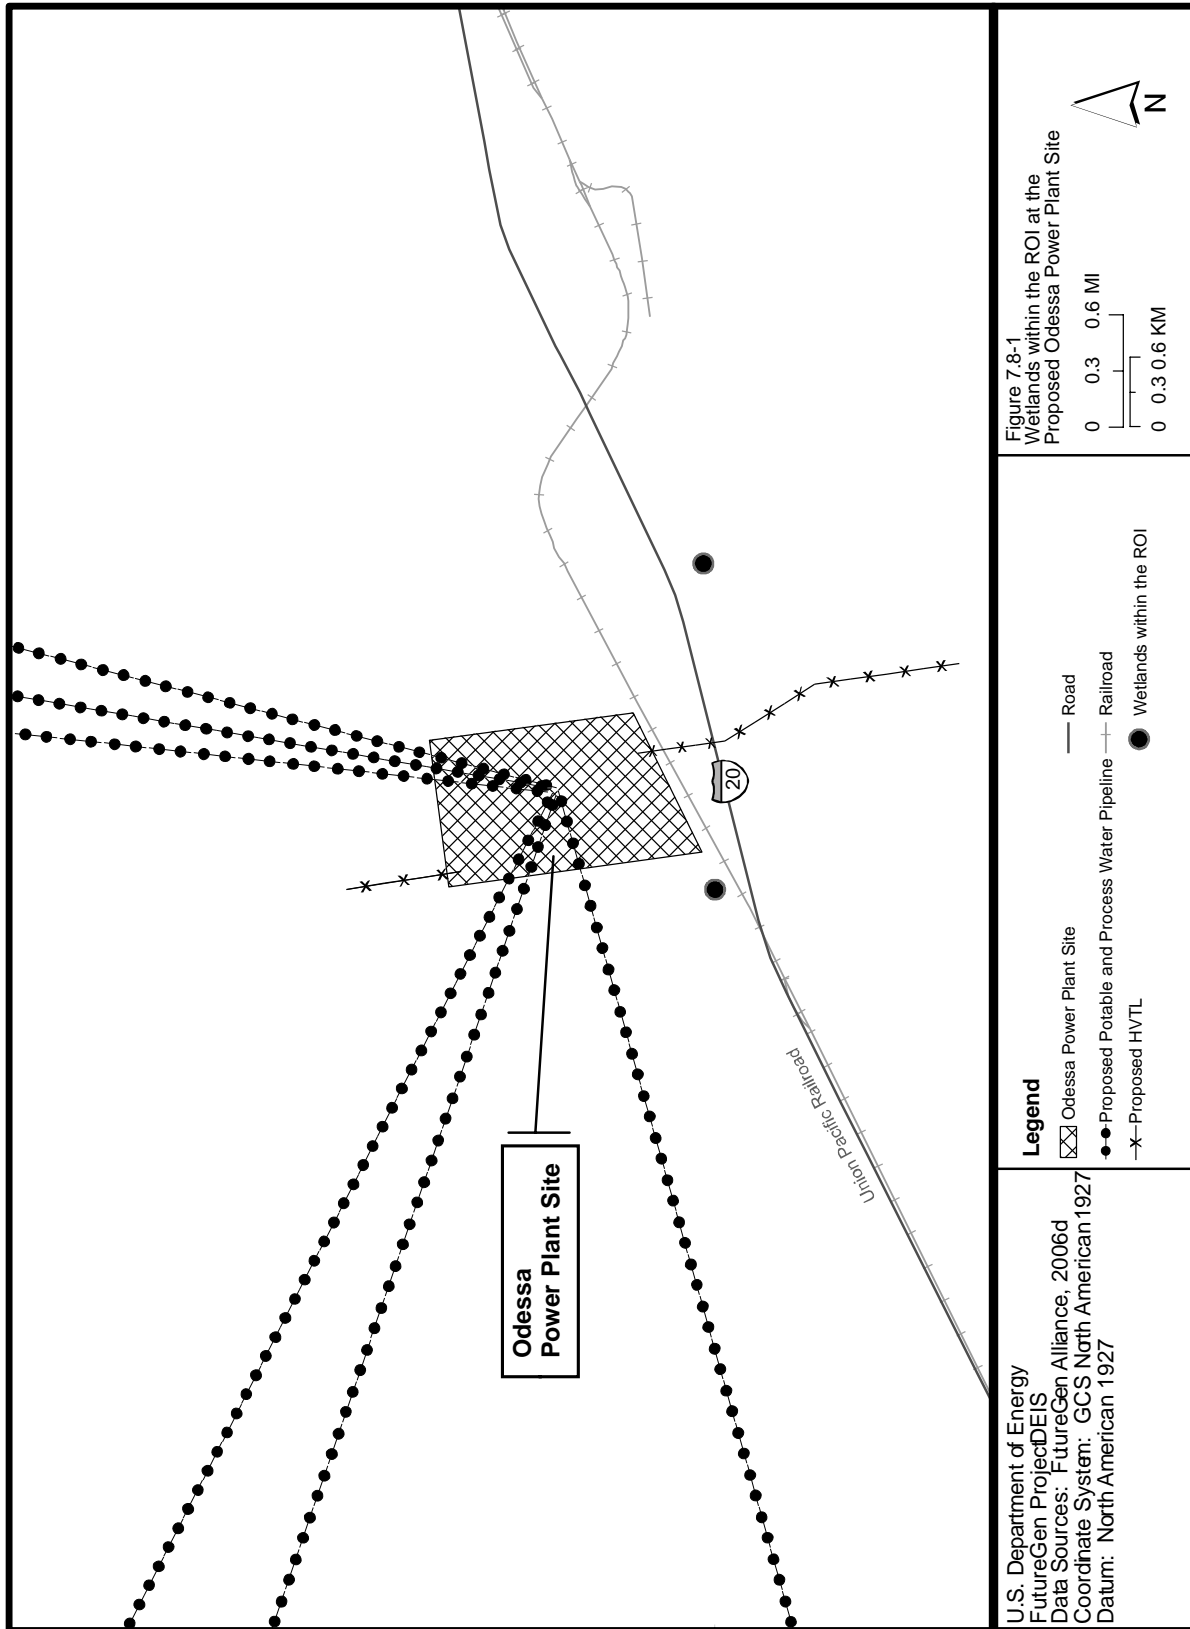 Odessa
Power Plant Site
Union Pacific Railroad
20
U.S. Department of Energy
FutureGen Project DEIS
Data Sources: FutureGen Alliance, 2006d
Coordinate System: GCS North American 1927
Datum: North American 1927
Legend
Odessa Power Plant Site
Proposed Potable and Process Water Pipeline
Proposed HVTL
Road
Railroad
Wetlands within the ROI
Figure 7.8-1
Wetlands within the ROI at the
Proposed Odessa Power Plant Site
0 0.3 0.6 MI
0 0.3 0.6 KM
N